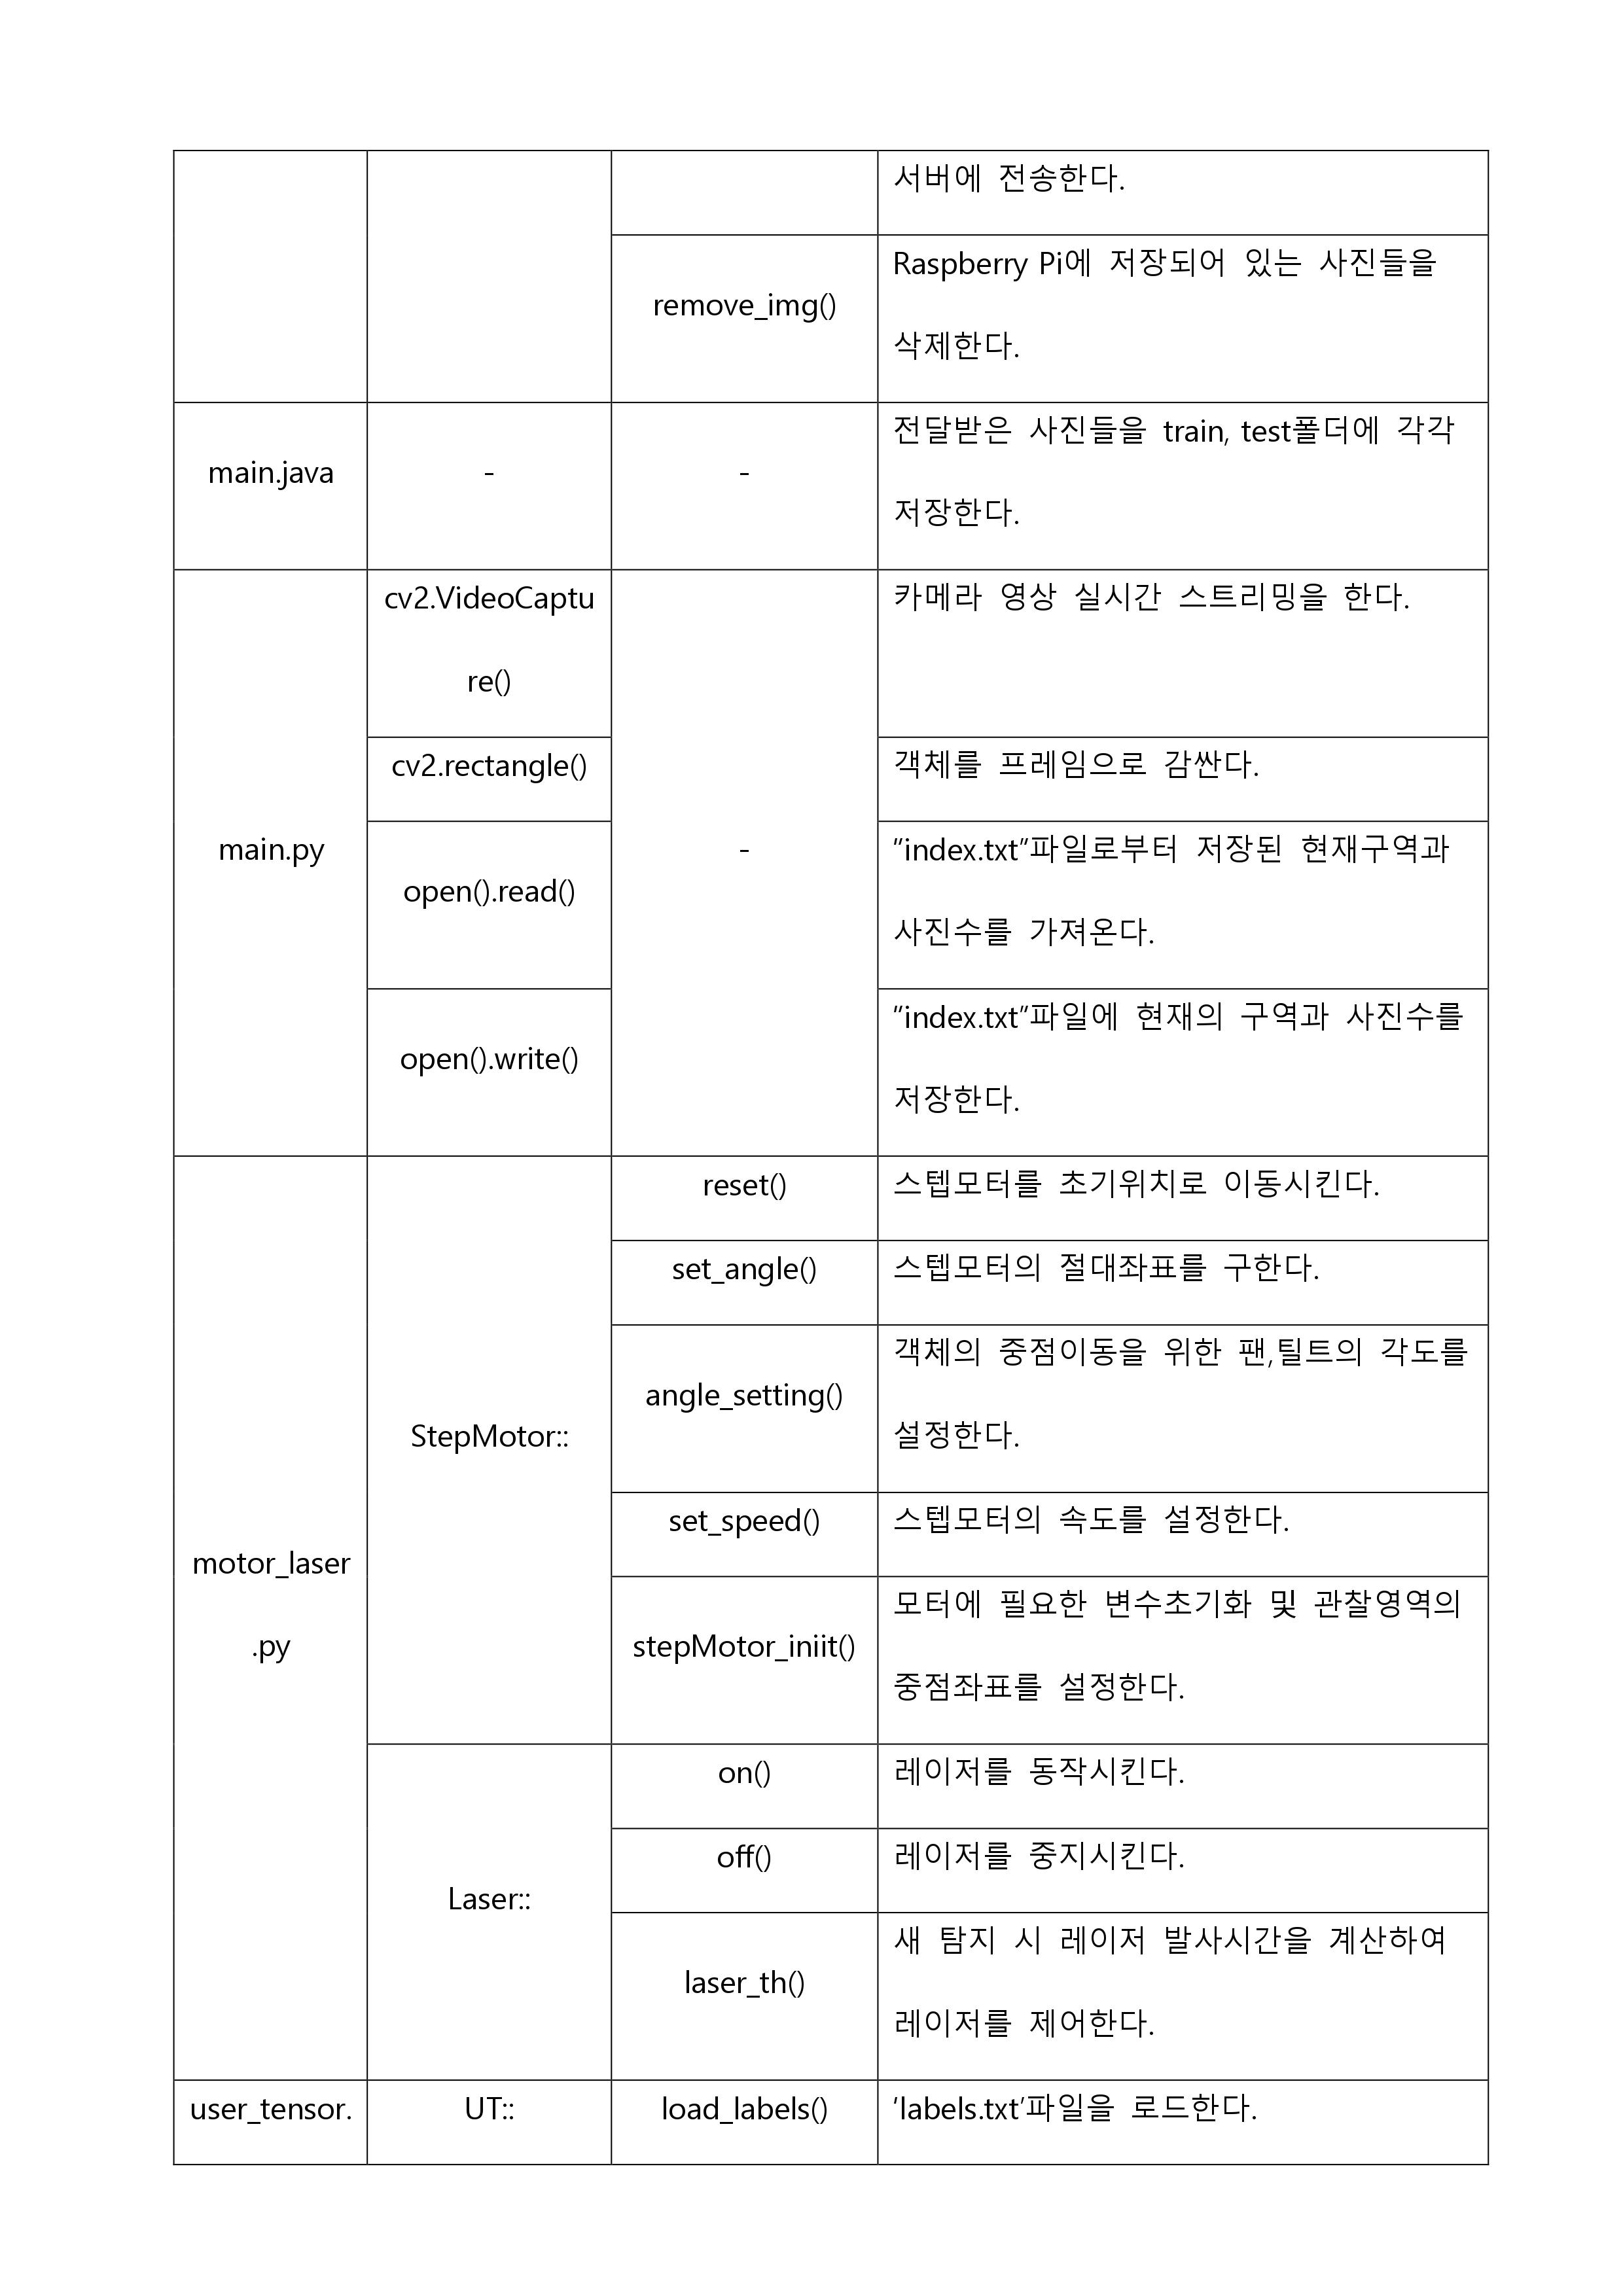 서버에 전송한다.
remove_img()
Raspberry Pi에 저장되어 있는 사진들을
삭제한다.
main.java
-
-
전달받은 사진들을 train, test폴더에 각각
저장한다.
main.py
cv2.VideoCaptu
re()
-
카메라 영상 실시간 스트리밍을 한다.
cv2.rectangle()
객체를 프레임으로 감싼다.
open().read()
"index.txt"파일로부터 저장된 현재구역과
사진수를 가져온다.
open().write()
"index.txt"파일에 현재의 구역과 사진수를
저장한다.
motor_laser
.py
StepMotor::
reset()
스텝모터를 초기위치로 이동시킨다.
set_angle()
스텝모터의 절대좌표를 구한다.
angle_setting()
객체의 중점이동을 위한 팬,틸트의 각도를
설정한다.
set_speed()
스텝모터의 속도를 설정한다.
stepMotor_iniit()
모터에 필요한 변수초기화 및 관찰영역의
중점좌표를 설정한다.
Laser::
on()
레이저를 동작시킨다.
off()
레이저를 중지시킨다.
laser_th()
새 탐지 시 레이저 발사시간을 계산하여
레이저를 제어한다.
user_tensor.
UT::
load_labels()
'labels.txt'파일을 로드한다.